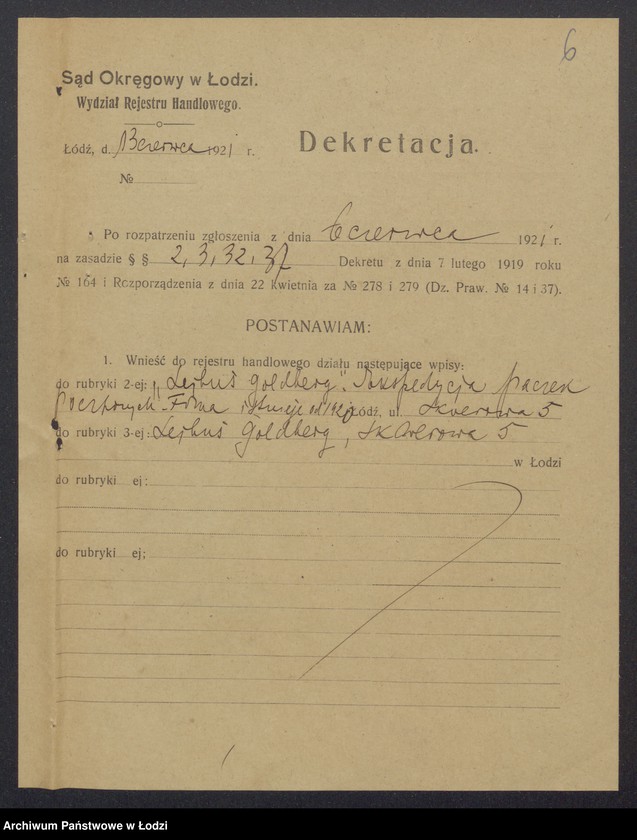 6
Sąd Okręgowy w Łodzi.
Wydział Rejestru Handlowego.
Łódź, d. 13 czerwca 1921 r.
Dekretacja.
№
Po rozpatrzeniu zgłoszenia z dnia 6 czerwca 1921 r.
na zasadzie § § 2, 3, 32, 37 Dekretu z dnia 7 lutego 1919 roku
№ 164 i Rozporządzenia z dnia 22 kwietnia za № 278 i 279 (Dz. Praw. № 14 i 37).
POSTANAWIAM:
1. Wnieść do rejestru handlowego działu następujące wpisy:
do rubryki 2-ej: "Lejbuś Goldberg". Ekspedycja paczek
pocztowych". Firma istnieje od 1920 Łódź, ul. Skwerowa 5
do rubryki 3-ej: Lejbuś Goldberg, Skwerowa 5
w Łodzi
do rubryki ej:
do rubryki ej;
Archiwum Państwowe w Łodzi